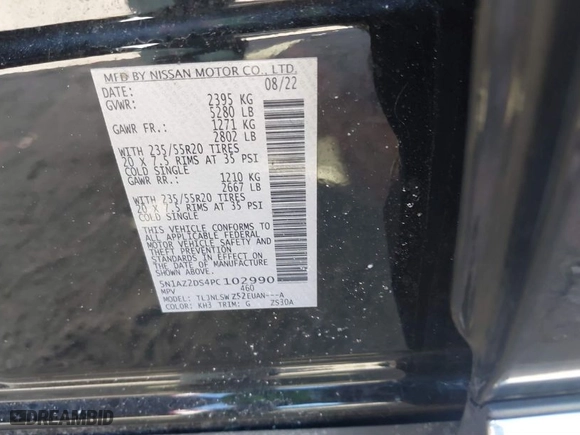 MFD BY NISSAN MOTOR CO., LTD.
DATE: 08/22
GVWR: 2395 KG
5280 LB
GAWR FR.: 1271 KG
2802 LB
WITH 235/55R20 TIRES
20 X 7.5 RIMS AT 35 PSI
COLD SINGLE
GAWR RR.: 1210 KG
2667 LB
WITH 235/55R20 TIRES
20 X 7.5 RIMS AT 35 PSI
COLD SINGLE
THIS VEHICLE CONFORMS TO
ALL APPLICABLE FEDERAL
MOTOR VEHICLE SAFETY AND
THEFT PREVENTION
STANDARDS IN EFFECT ON
THE DATE OF MANUFACTURE
SHOWN ABOVE.
5N1AZ2DS4PC102990
MPV 460
MODEL: TLJNLSW Z52EUAN---A
COLOR: KH3 TRIM: G Z53DA
DREAMBID